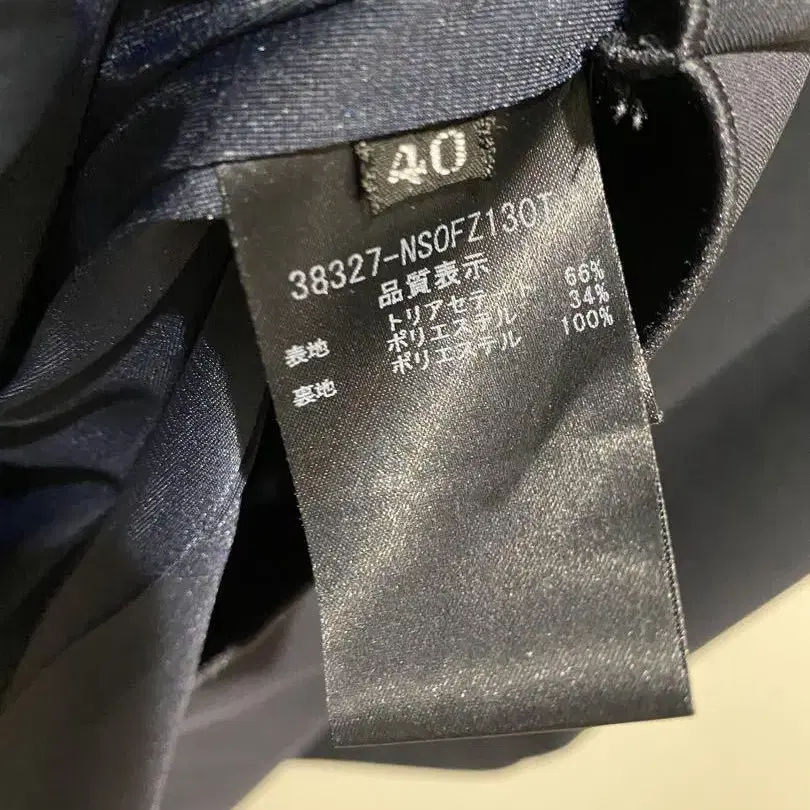 40
38327-NSOFZ130T
品質表示
表地 トリアセテート 66%
ポリエステル 34%
裏地 ポリエステル 100%